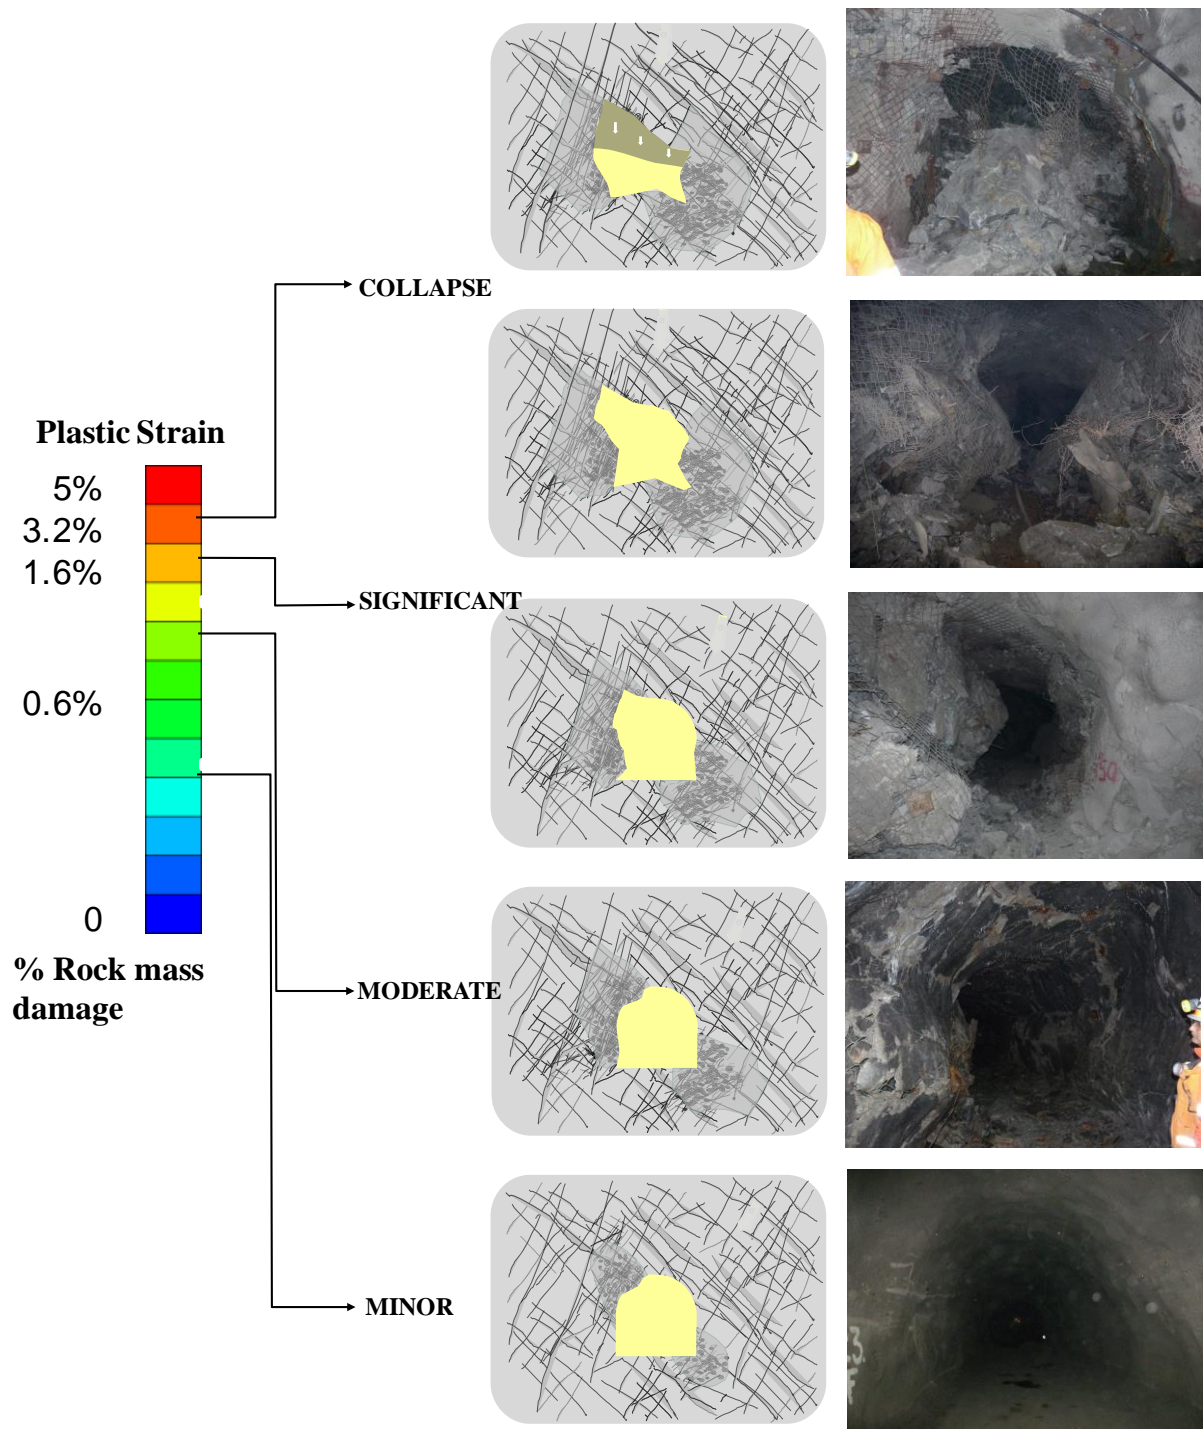 COLLAPSE
Plastic Strain
5%
3.2%
1.6%
SIGNIFICANT
0.6%
0
% Rock mass
damage
MODERATE
MINOR